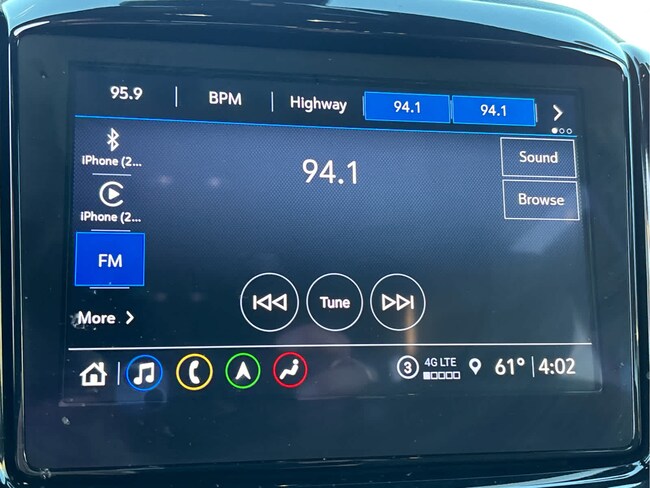 95.9 BPM Highway 94.1 94.1
iPhone (2...
94.1
Sound
iPhone (2...
Browse
FM
Tune
More
3 4G LTE 61° 4:02